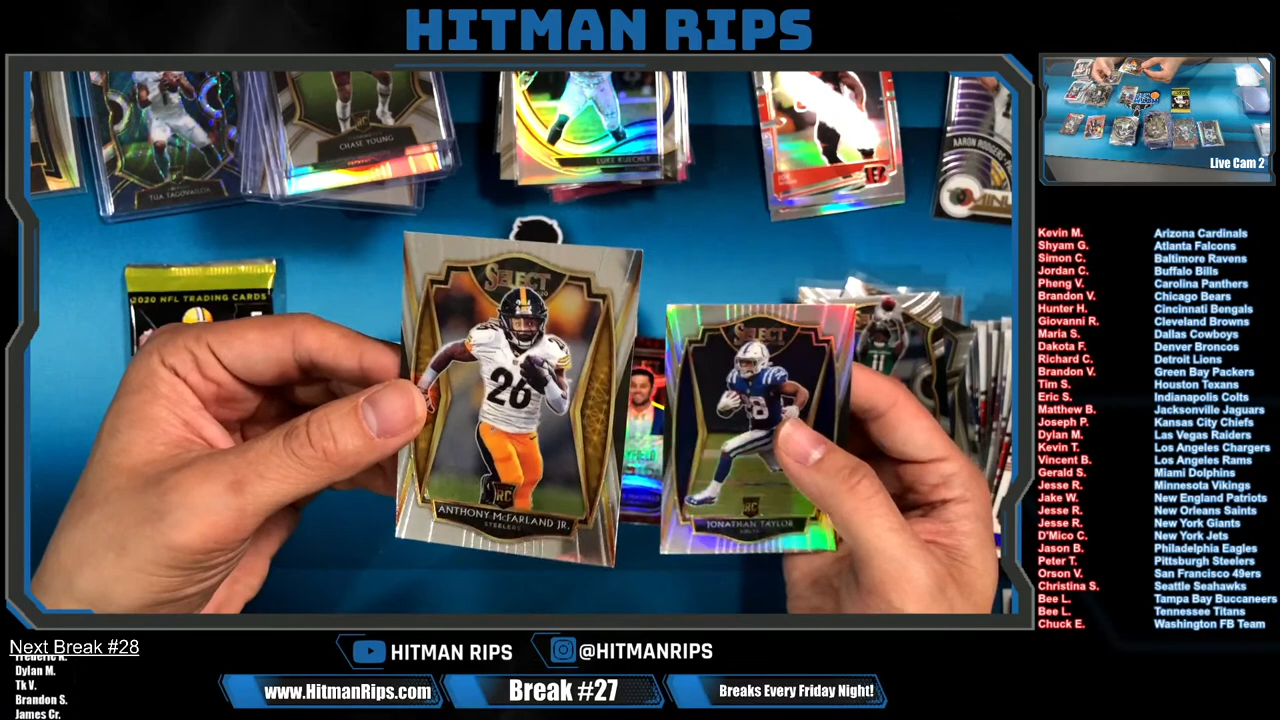 HITMAN RIPS
TUA TAGOVAILOA
RC
CHASE YOUNG
LUKE KUECHLY
AARON RODGERS
MINU
Live Cam 2
2020 NFL TRADING CARDS
SELECT
26
RC
ANTHONY McFARLAND JR.
STEELERS
SELECT
RC
JONATHAN TAYLOR
COLTS
11
Kevin M. Arizona Cardinals
Shyam G. Atlanta Falcons
Simon C. Baltimore Ravens
Jordan C. Buffalo Bills
Pheng V. Carolina Panthers
Brandon V. Chicago Bears
Hunter H. Cincinnati Bengals
Giovanni R. Cleveland Browns
Maria S. Dallas Cowboys
Dakota F. Denver Broncos
Richard C. Detroit Lions
Brandon V. Green Bay Packers
Tim S. Houston Texans
Eric S. Indianapolis Colts
Matthew B. Jacksonville Jaguars
Joseph P. Kansas City Chiefs
Dylan M. Las Vegas Raiders
Kevin T. Los Angeles Chargers
Vincent B. Los Angeles Rams
Gerald S. Miami Dolphins
Jesse R. Minnesota Vikings
Jake W. New England Patriots
Jesse R. New Orleans Saints
Jesse R. New York Giants
D'Mico C. New York Jets
Jason B. Philadelphia Eagles
Peter T. Pittsburgh Steelers
Orson V. San Francisco 49ers
Christina S. Seattle Seahawks
Bee L. Tampa Bay Buccaneers
Bee L. Tennessee Titans
Chuck E. Washington FB Team
Next Break #28
Frederic R.
Dylan M.
Tk V.
Brandon S.
James Cr.
HITMAN RIPS
@HITMANRIPS
www.HitmanRips.com
Break #27
Breaks Every Friday Night!